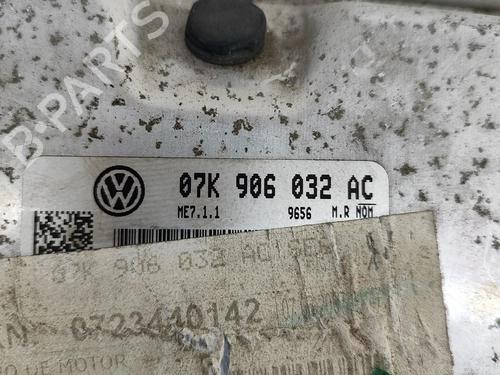 B-PARTS
07K 906 032 AC
ME7.1.1 9656 M.R NOM
07K 906 032 AC
0723440142
DE MOTOR